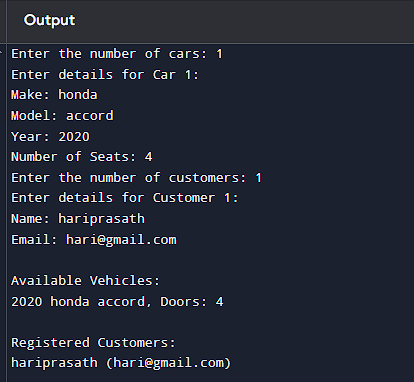 Output
Enter the number of cars: 1
Enter details for Car 1:
Make: honda
Model: accord
Year: 2020
Number of Seats: 4
Enter the number of customers: 1
Enter details for Customer 1:
Name: hariprasath
Email: hari@gmail.com
Available Vehicles:
2020 honda accord, Doors: 4
Registered Customers:
hariprasath (hari@gmail.com)